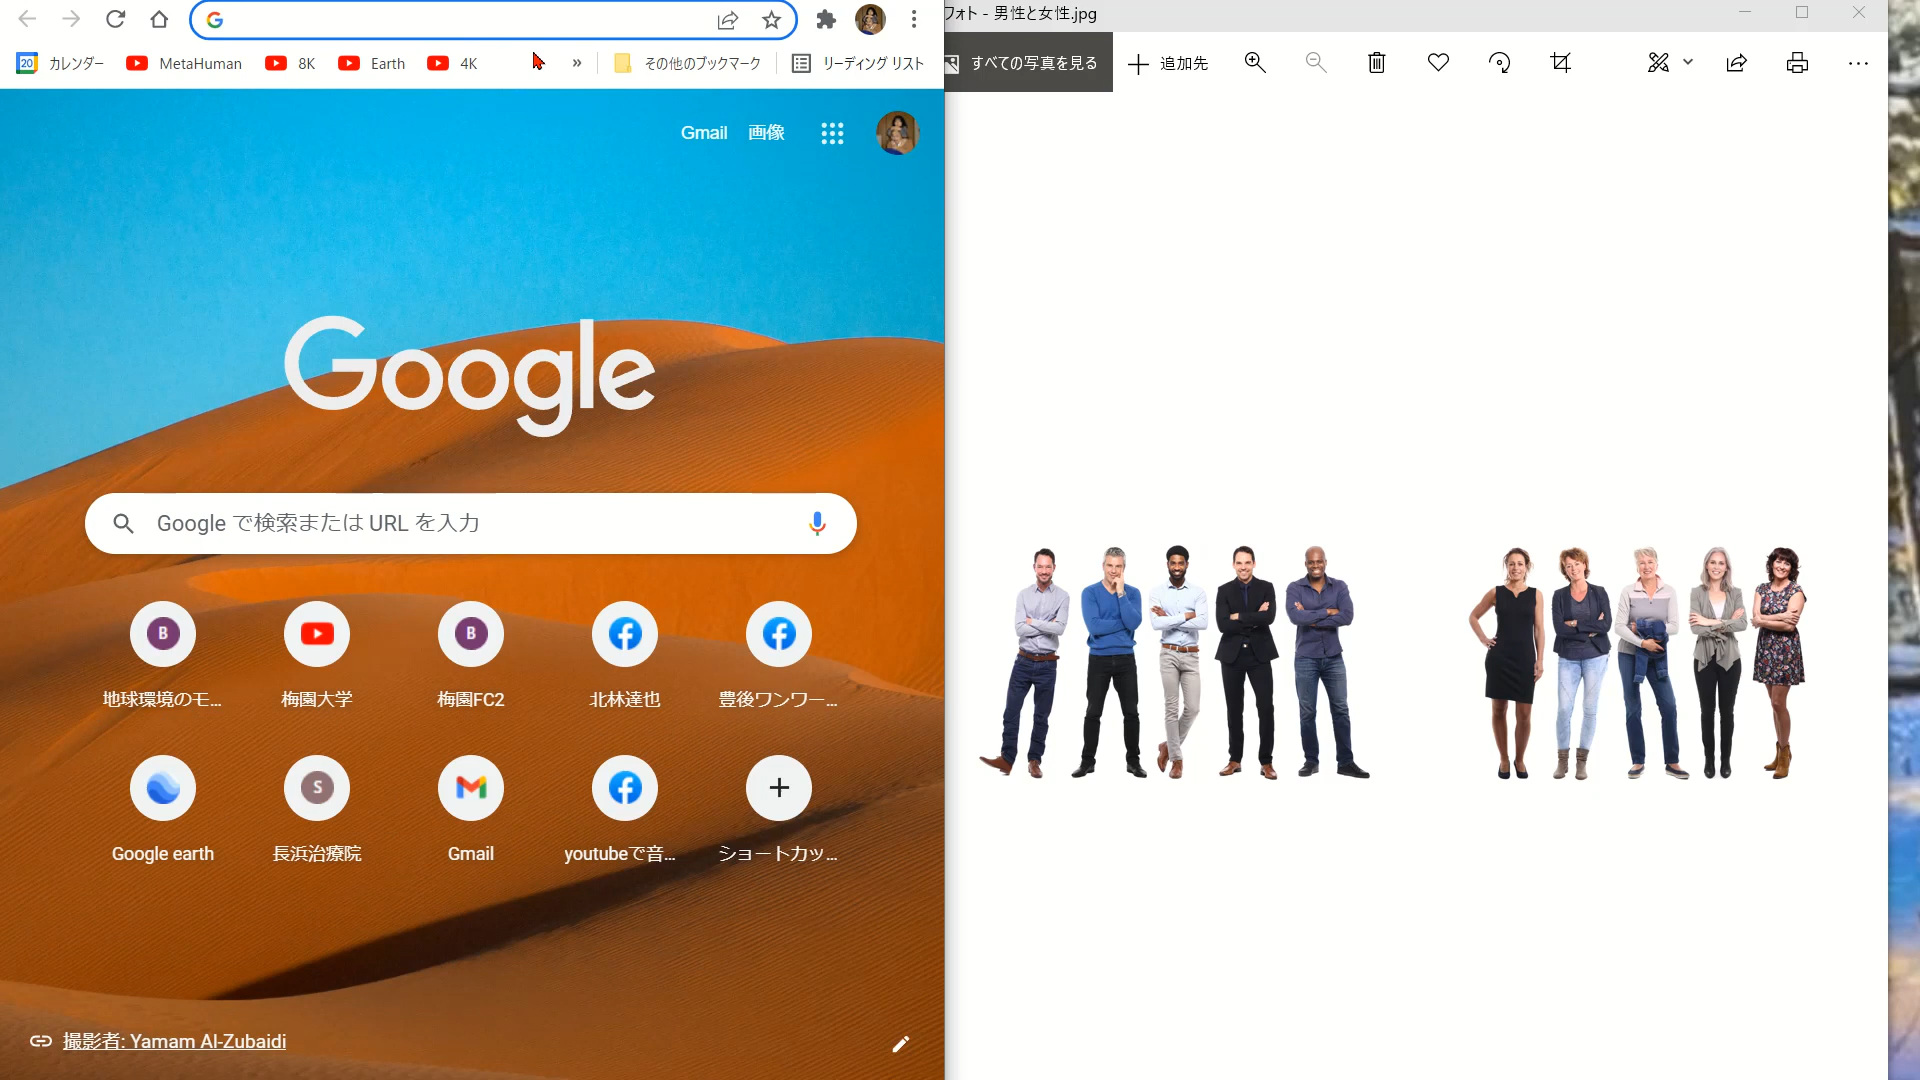 カレンダー MetaHuman 8K Earth 4K » その他のブックマーク リーディング リスト
Gmail 画像
Google
Google で検索または URL を入力
地球環境のモ... 梅園大学 梅園FC2 北林達也 豊後ワンワー...
Google earth 長浜治療院 Gmail youtubeで音... ショートカッ...
撮影者: Yamam Al-Zubaidi
フォト - 男性と女性.jpg
すべての写真を見る 追加先